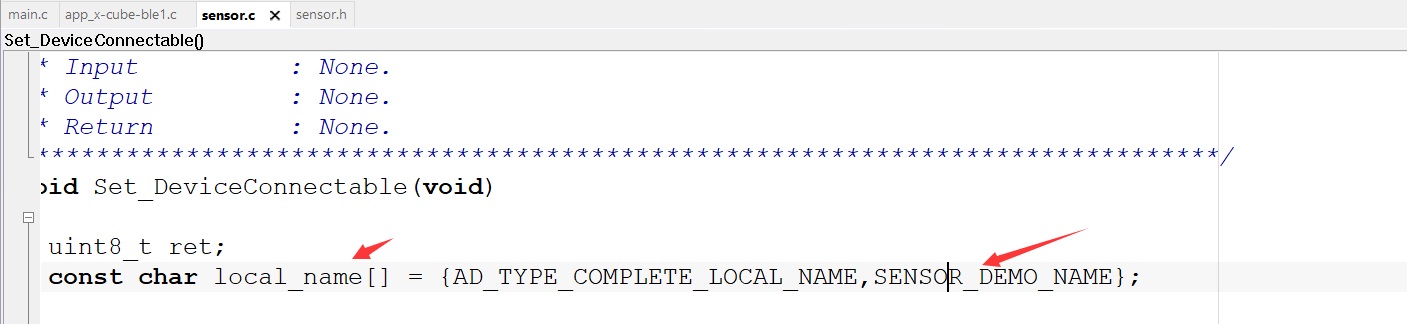 main.c app_x-cube-ble1.c sensor.c × sensor.h
Set_DeviceConnectable()
* Input : None.
* Output : None.
* Return : None.
********************************************************************************/
oid Set_DeviceConnectable(void)
uint8_t ret;
const char local_name[] = {AD_TYPE_COMPLETE_LOCAL_NAME,SENSOR_DEMO_NAME};